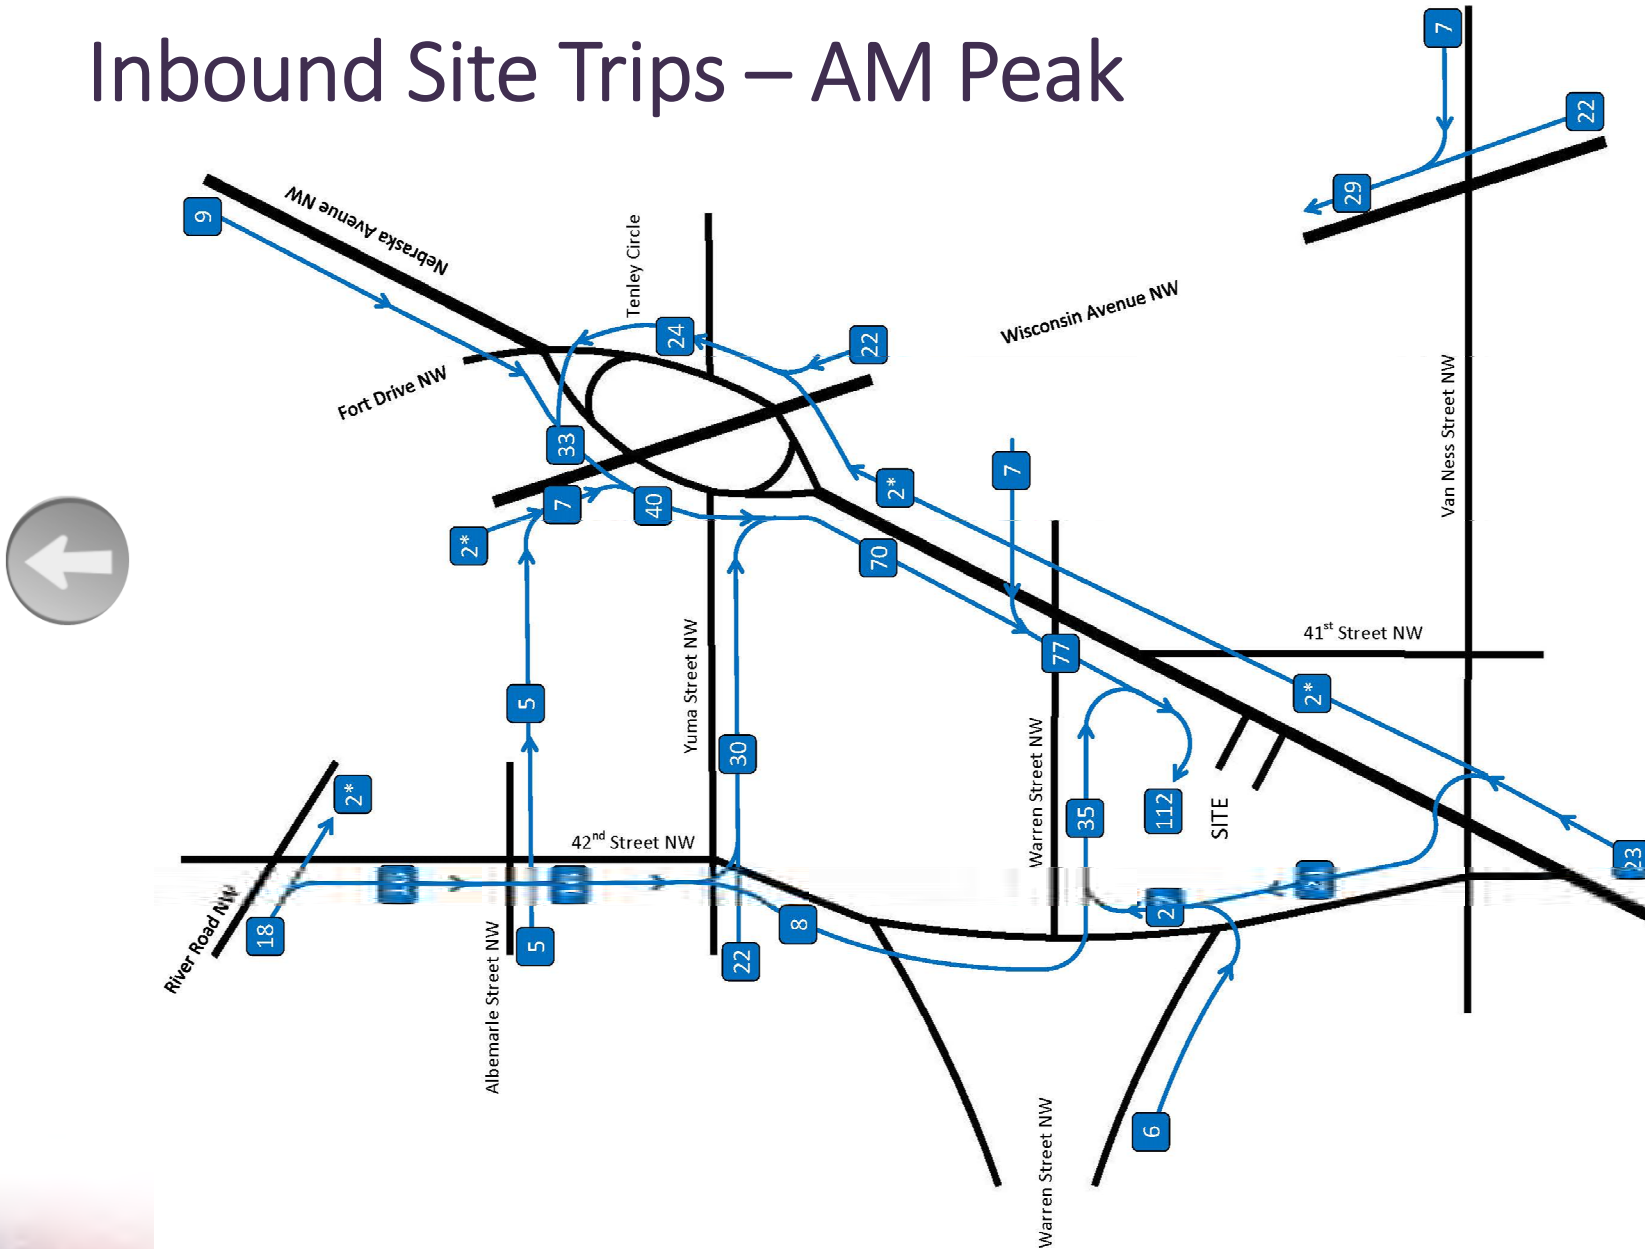 Inbound Site Trips – AM Peak
7
22
29
9
Nebraska Avenue NW
Tenley Circle
24
22
Wisconsin Avenue NW
Fort Drive NW
33
7
40
2*
2*
7
70
Van Ness Street NW
77
41st Street NW
2*
5
Yuma Street NW
30
Warren Street NW
2*
42nd Street NW
35
112
SITE
23
River Road NW
18
Albemarle Street NW
5
22
8
27
6
Warren Street NW